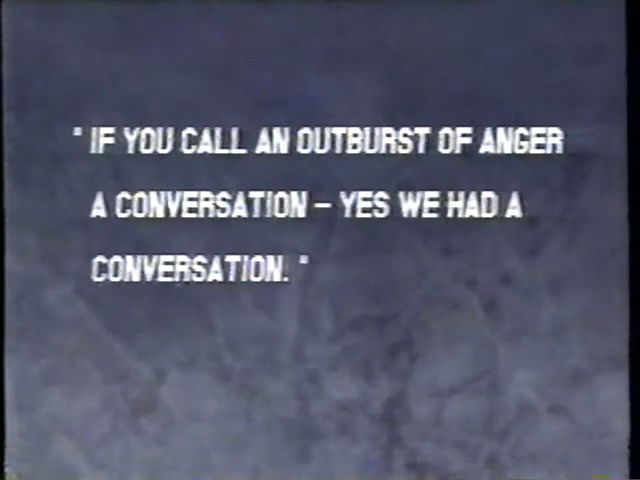 " IF YOU CALL AN OUTBURST OF ANGER
A CONVERSATION – YES WE HAD A
CONVERSATION. "